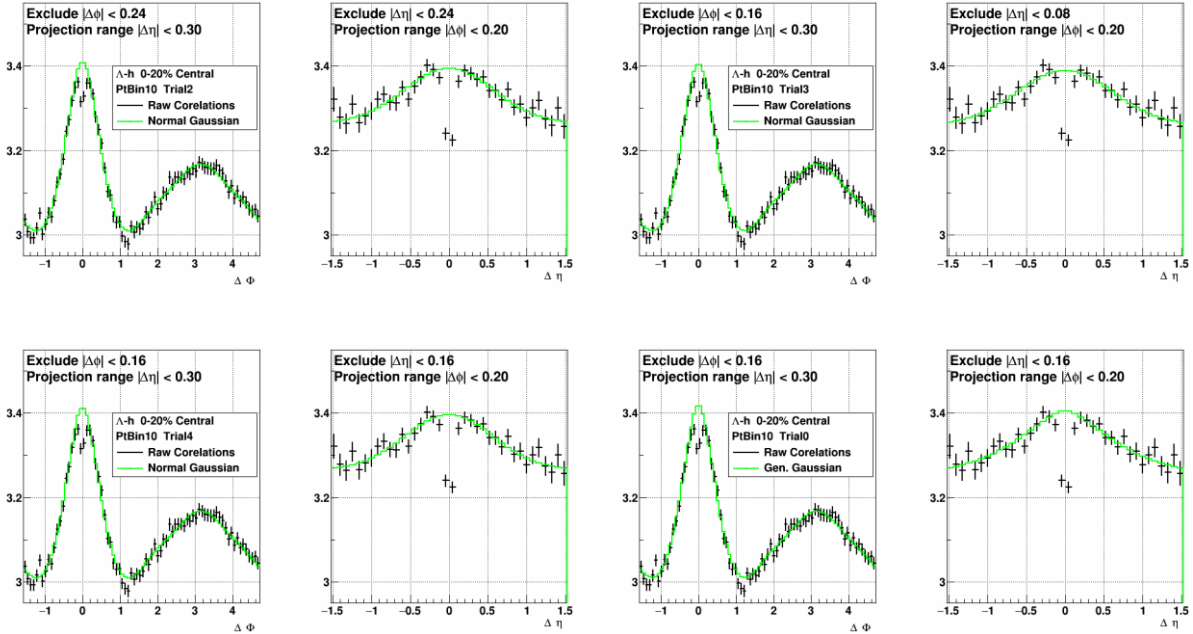 Exclude |Δϕ| < 0.24
Projection range |Δη| < 0.30
Λ-h 0-20% Central
PtBin10 Trial2
Raw Corelations
Normal Gaussian
3.4
3.2
3
−1 0 1 2 3 4
Δ Φ
Exclude |Δη| < 0.24
Projection range |Δϕ| < 0.20
3.4
3.2
3
−1.5 −1 −0.5 0 0.5 1 1.5
Δ η
Exclude |Δϕ| < 0.16
Projection range |Δη| < 0.30
Λ-h 0-20% Central
PtBin10 Trial3
Raw Corelations
Normal Gaussian
3.4
3.2
3
−1 0 1 2 3 4
Δ Φ
Exclude |Δη| < 0.08
Projection range |Δϕ| < 0.20
3.4
3.2
3
−1.5 −1 −0.5 0 0.5 1 1.5
Δ η
Exclude |Δϕ| < 0.16
Projection range |Δη| < 0.30
Λ-h 0-20% Central
PtBin10 Trial4
Raw Corelations
Normal Gaussian
3.4
3.2
3
−1 0 1 2 3 4
Δ Φ
Exclude |Δη| < 0.16
Projection range |Δϕ| < 0.20
3.4
3.2
3
−1.5 −1 −0.5 0 0.5 1 1.5
Δ η
Exclude |Δϕ| < 0.16
Projection range |Δη| < 0.30
Λ-h 0-20% Central
PtBin10 Trial0
Raw Corelations
Gen. Gaussian
3.4
3.2
3
−1 0 1 2 3 4
Δ Φ
Exclude |Δη| < 0.16
Projection range |Δϕ| < 0.20
3.4
3.2
3
−1.5 −1 −0.5 0 0.5 1 1.5
Δ η